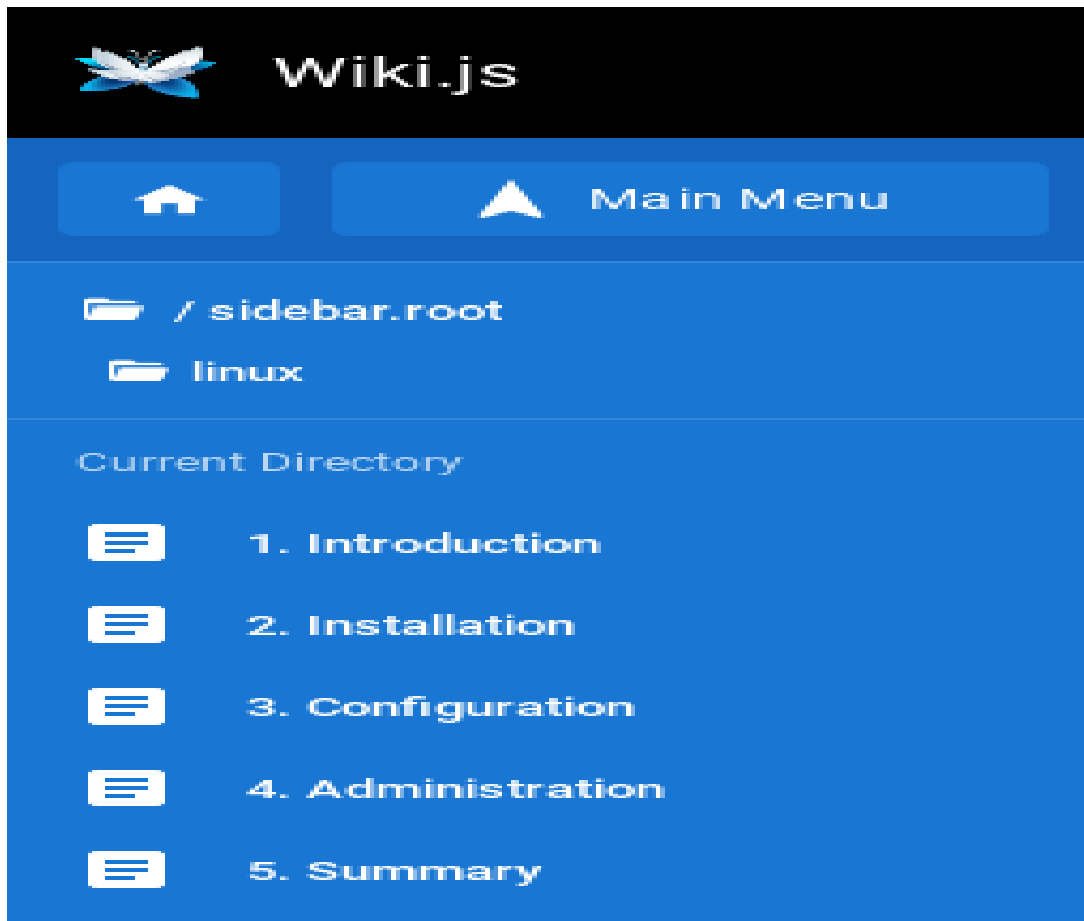 Wiki.js
Main Menu
/ sidebar.root
linux
Current Directory
1. Introduction
2. Installation
3. Configuration
4. Administration
5. Summary